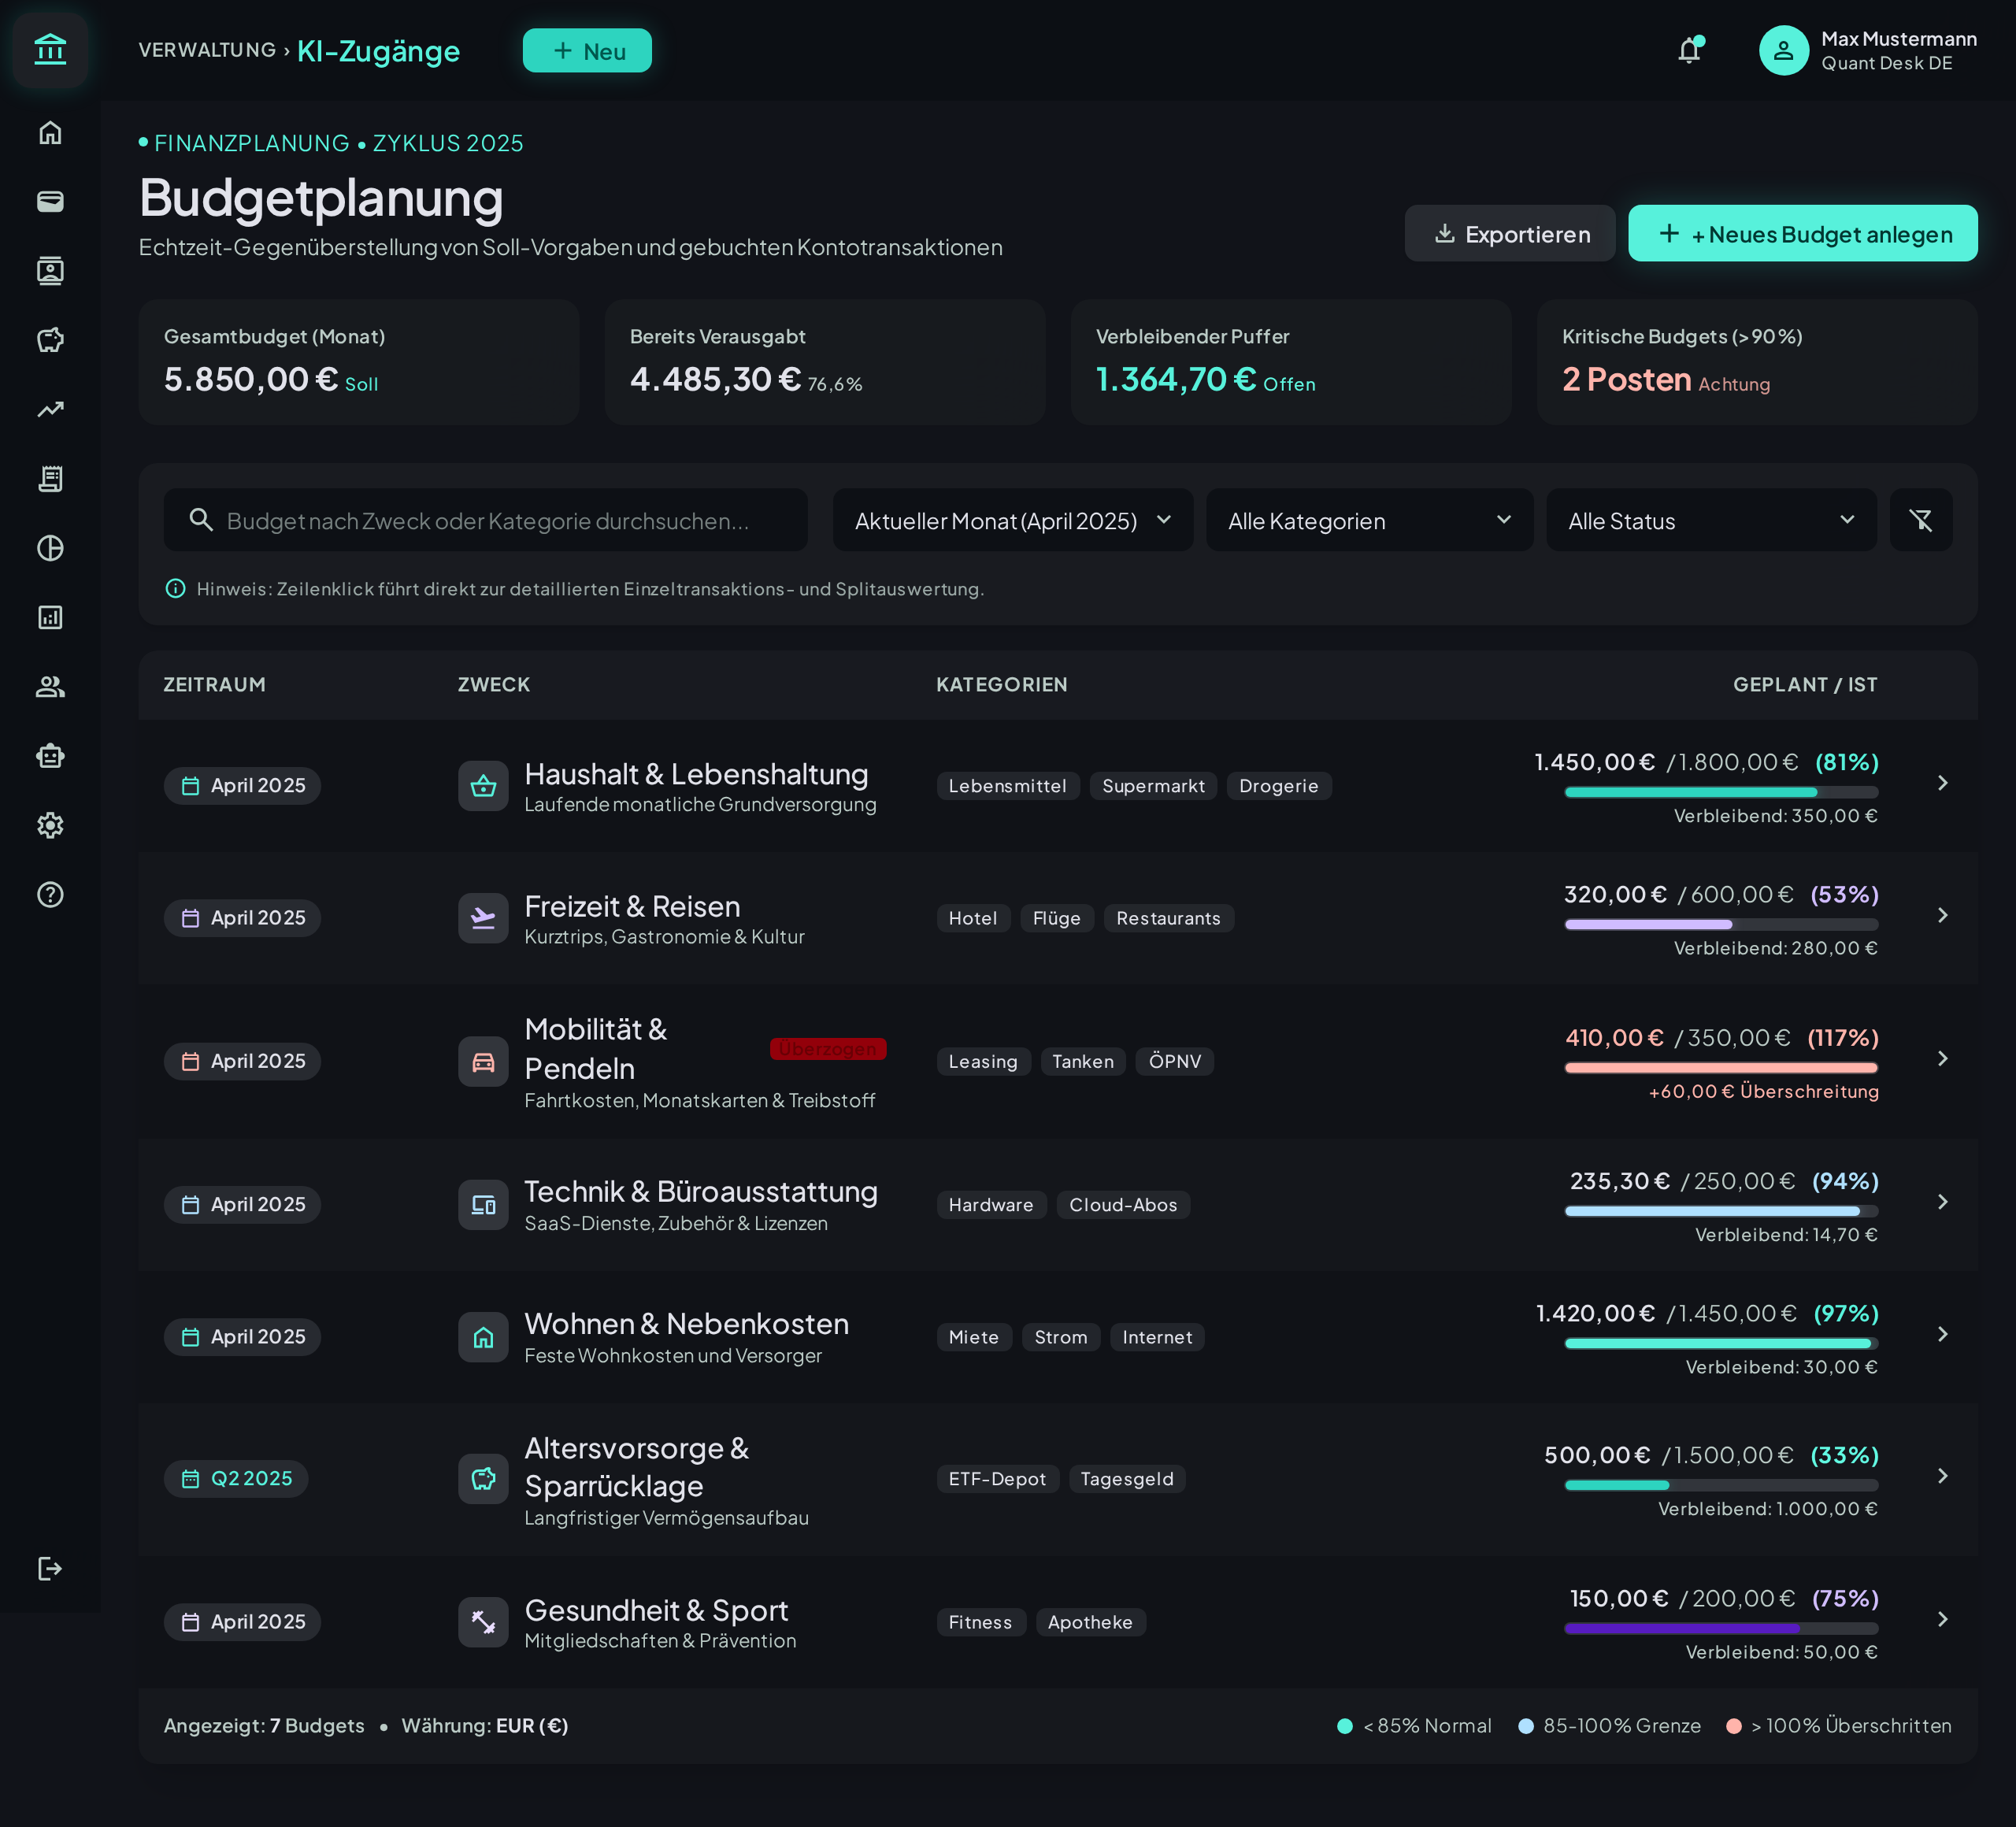 VERWALTUNG › KI-Zugänge
+ Neu
Max Mustermann
Quant Desk DE
• FINANZPLANUNG • ZYKLUS 2025
Budgetplanung
Echtzeit-Gegenüberstellung von Soll-Vorgaben und gebuchten Kontotransaktionen
Exportieren
+ + Neues Budget anlegen
Gesamtbudget (Monat)
5.850,00 € Soll
Bereits Verausgabt
4.485,30 € 76,6%
Verbleibender Puffer
1.364,70 € Offen
Kritische Budgets (>90%)
2 Posten Achtung
Budget nach Zweck oder Kategorie durchsuchen...
Aktueller Monat (April 2025)
Alle Kategorien
Alle Status
Hinweis: Zeilenklick führt direkt zur detaillierten Einzeltransaktions- und Splitauswertung.
ZEITRAUM ZWECK KATEGORIEN GEPLANT / IST
April 2025
Haushalt & Lebenshaltung
Laufende monatliche Grundversorgung
Lebensmittel Supermarkt Drogerie
1.450,00 € / 1.800,00 € (81%)
Verbleibend: 350,00 €
April 2025
Freizeit & Reisen
Kurztrips, Gastronomie & Kultur
Hotel Flüge Restaurants
320,00 € / 600,00 € (53%)
Verbleibend: 280,00 €
April 2025
Mobilität &
Pendeln
Überzogen
Fahrtkosten, Monatskarten & Treibstoff
Leasing Tanken ÖPNV
410,00 € / 350,00 € (117%)
+60,00 € Überschreitung
April 2025
Technik & Büroausstattung
SaaS-Dienste, Zubehör & Lizenzen
Hardware Cloud-Abos
235,30 € / 250,00 € (94%)
Verbleibend: 14,70 €
April 2025
Wohnen & Nebenkosten
Feste Wohnkosten und Versorger
Miete Strom Internet
1.420,00 € / 1.450,00 € (97%)
Verbleibend: 30,00 €
Q2 2025
Altersvorsorge &
Sparrücklage
Langfristiger Vermögensaufbau
ETF-Depot Tagesgeld
500,00 € / 1.500,00 € (33%)
Verbleibend: 1.000,00 €
April 2025
Gesundheit & Sport
Mitgliedschaften & Prävention
Fitness Apotheke
150,00 € / 200,00 € (75%)
Verbleibend: 50,00 €
Angezeigt: 7 Budgets • Währung: EUR (€)
< 85% Normal
85-100% Grenze
> 100% Überschritten